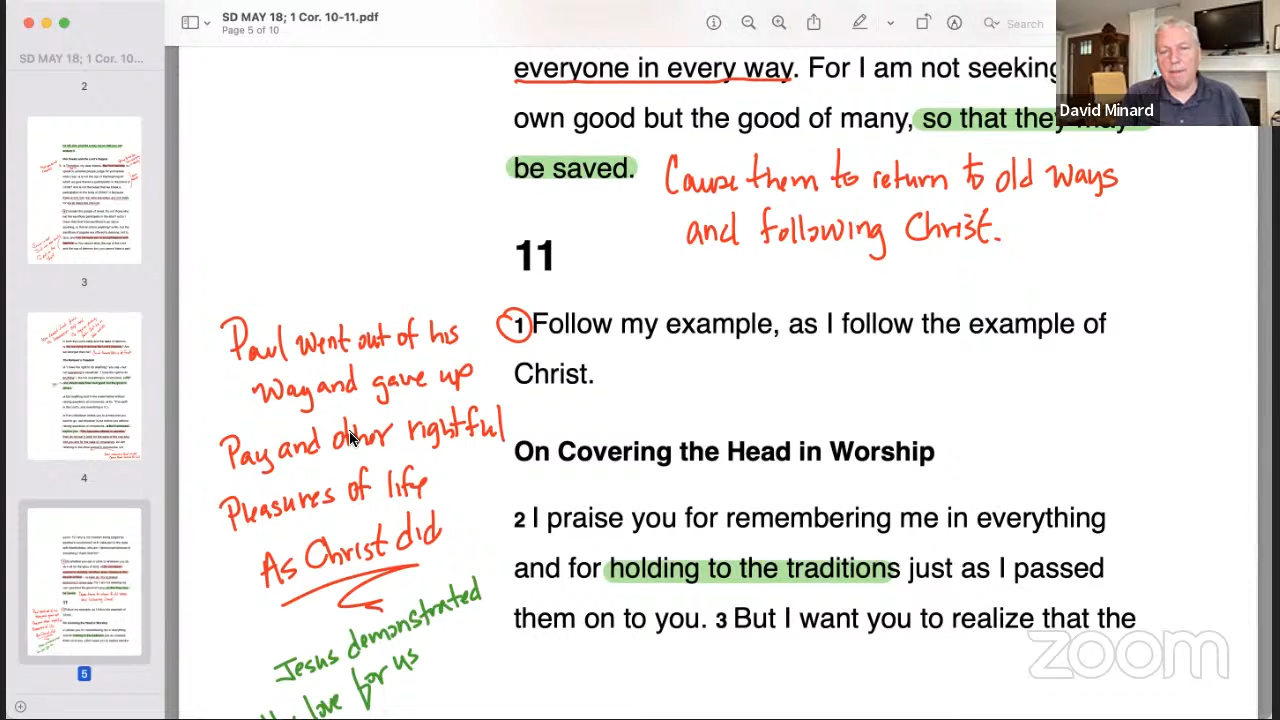 SD MAY 18; 1 Cor. 10-11.pdf
Page 5 of 10
Search
SD MAY 18; 1 Cor. 10...
2
3
4
5
David Minard
everyone in every way. For I am not seeking
own good but the good of many, so that they may
be saved.
Cause them to return to old ways
and following Christ.
11
1 Follow my example, as I follow the example of
Christ.
Paul went out of his
way and gave up
Pay and other rightful
Pleasures of life
As Christ did
Jesus demonstrated
love for us
On Covering the Head in Worship
2 I praise you for remembering me in everything
and for holding to the traditions just as I passed
them on to you. 3 But I want you to realize that the
zoom